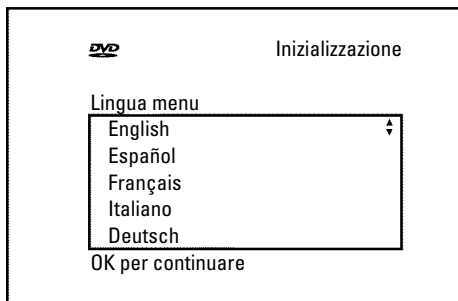 DVD
Inizializzazione
Lingua menu
English
Español
Français
Italiano
Deutsch
OK per continuare